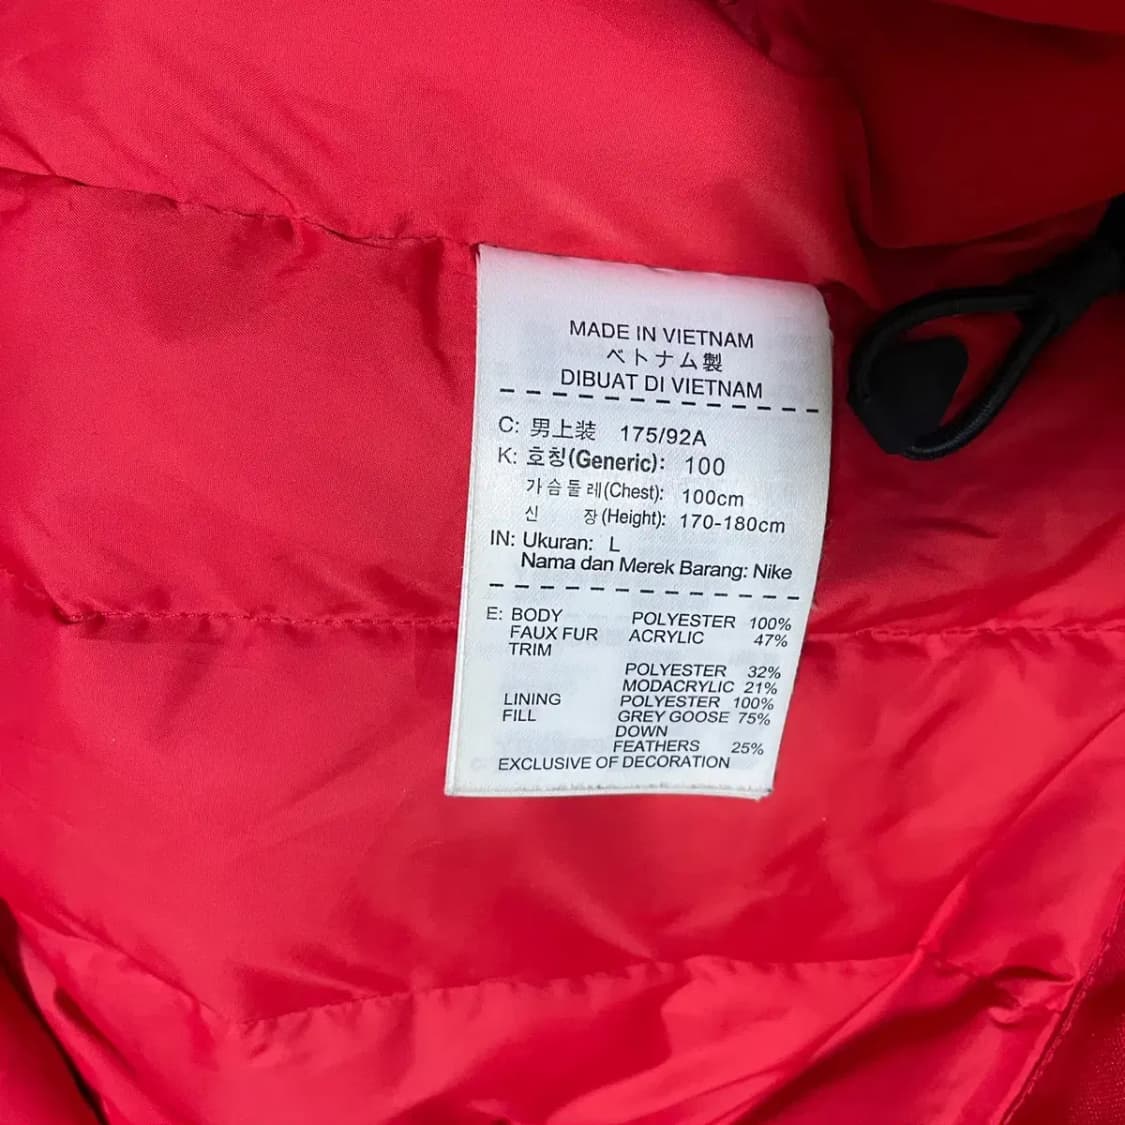 MADE IN VIETNAM
ベトナム製
DIBUAT DI VIETNAM
C: 男上装 175/92A
K: 호칭(Generic): 100
가슴둘레(Chest): 100cm
신 장(Height): 170-180cm
IN: Ukuran: L
Nama dan Merek Barang: Nike
E: BODY POLYESTER 100%
FAUX FUR ACRYLIC 47%
TRIM
POLYESTER 32%
MODACRYLIC 21%
LINING POLYESTER 100%
FILL GREY GOOSE 75%
DOWN
FEATHERS 25%
EXCLUSIVE OF DECORATION